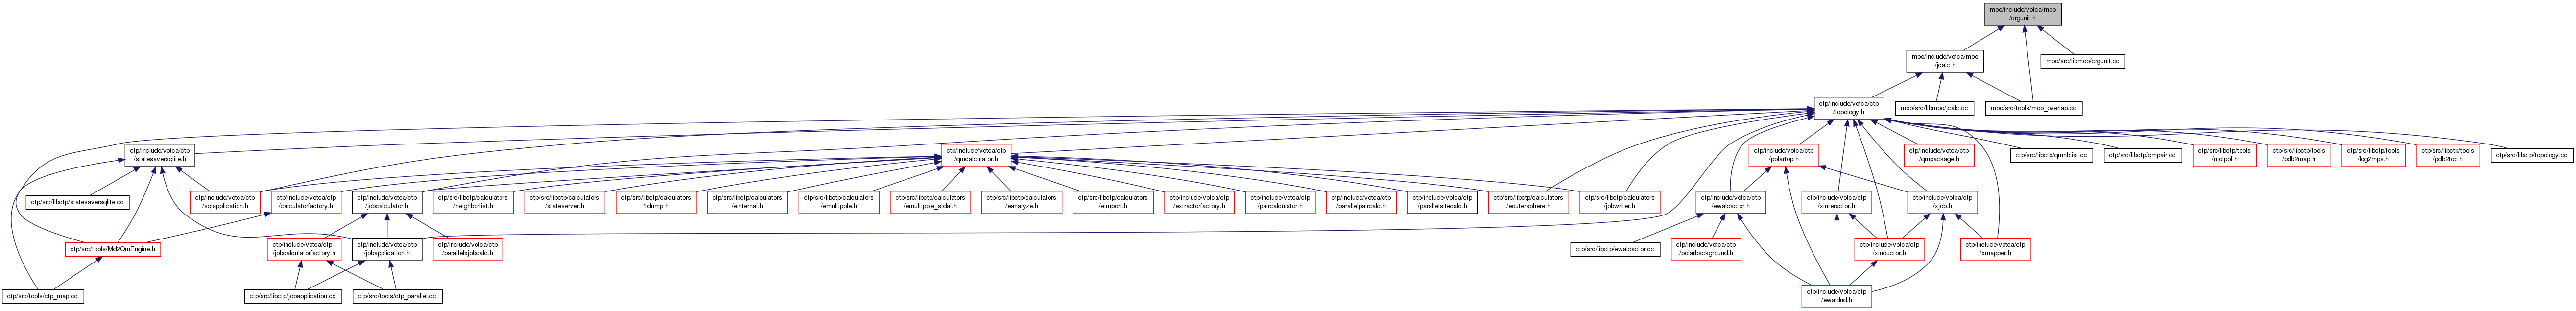 moo/include/votca/moo
/crgunit.h
moo/include/votca/moo
/jcalc.h
moo/src/libmoo/crgunit.cc
ctp/include/votca/ctp
/topology.h
moo/src/libmoo/jcalc.cc
moo/src/tools/moo_overlap.cc
ctp/include/votca/ctp
/statesaversqlite.h
ctp/include/votca/ctp
/qmcalculator.h
ctp/include/votca/ctp
/polartop.h
ctp/include/votca/ctp
/qmpackage.h
ctp/src/libctp/qmnblist.cc
ctp/src/libctp/qmpair.cc
ctp/src/libctp/tools
/molpol.h
ctp/src/libctp/tools
/pdb2map.h
ctp/src/libctp/tools
/log2mps.h
ctp/src/libctp/tools
/pdb2top.h
ctp/src/libctp/topology.cc
ctp/src/libctp/statesaversqlite.cc
ctp/include/votca/ctp
/sqlapplication.h
ctp/include/votca/ctp
/calculatorfactory.h
ctp/include/votca/ctp
/jobcalculator.h
ctp/src/libctp/calculators
/neighborlist.h
ctp/src/libctp/calculators
/stateserver.h
ctp/src/libctp/calculators
/tdump.h
ctp/src/libctp/calculators
/einternal.h
ctp/src/libctp/calculators
/emultipole.h
ctp/src/libctp/calculators
/emultipole_stdal.h
ctp/src/libctp/calculators
/eanalyze.h
ctp/src/libctp/calculators
/eimport.h
ctp/include/votca/ctp
/extractorfactory.h
ctp/include/votca/ctp
/paircalculator.h
ctp/include/votca/ctp
/parallelpaircalc.h
ctp/include/votca/ctp
/parallelsitecalc.h
ctp/src/libctp/calculators
/eoutersphere.h
ctp/src/libctp/calculators
/jobwriter.h
ctp/include/votca/ctp
/ewaldactor.h
ctp/include/votca/ctp
/xinteractor.h
ctp/include/votca/ctp
/xjob.h
ctp/src/tools/Md2QmEngine.h
ctp/include/votca/ctp
/jobcalculatorfactory.h
ctp/include/votca/ctp
/jobapplication.h
ctp/include/votca/ctp
/parallelxjobcalc.h
ctp/src/libctp/ewaldactor.cc
ctp/include/votca/ctp
/polarbackground.h
ctp/include/votca/ctp
/xinductor.h
ctp/include/votca/ctp
/xmapper.h
ctp/src/tools/ctp_map.cc
ctp/src/libctp/jobapplication.cc
ctp/src/tools/ctp_parallel.cc
ctp/include/votca/ctp
/ewaldnd.h